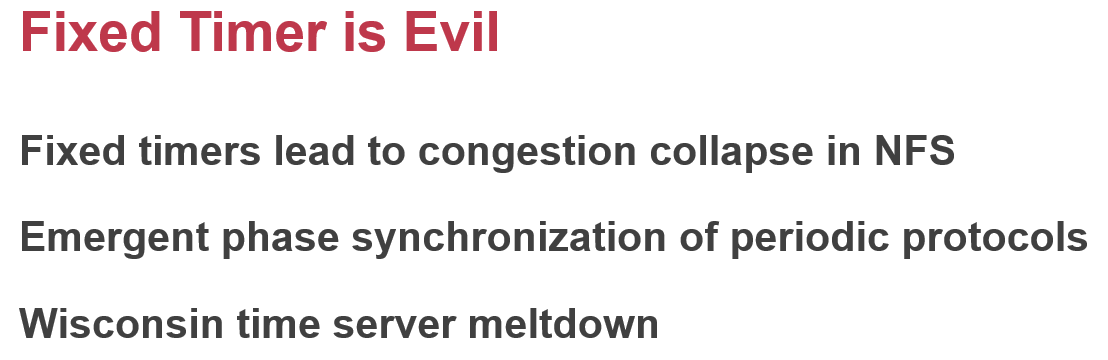 Fixed Timer is Evil
Fixed timers lead to congestion collapse in NFS
Emergent phase synchronization of periodic protocols
Wisconsin time server meltdown